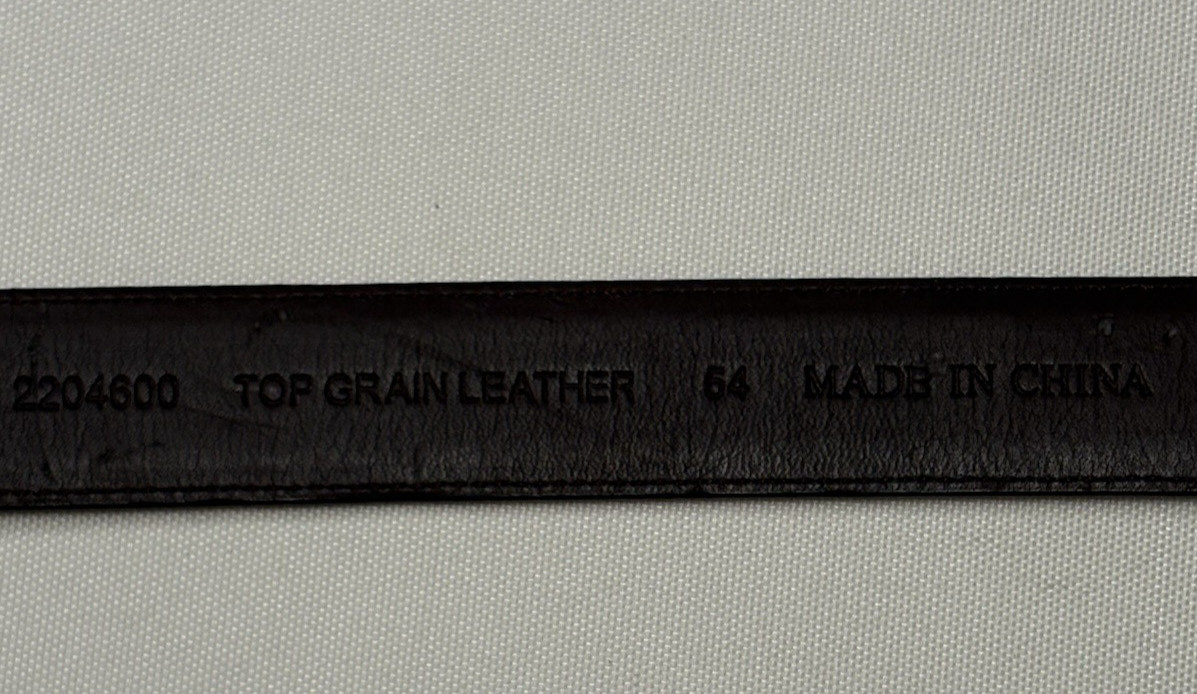 2204600 TOP GRAIN LEATHER 54 MADE IN CHINA